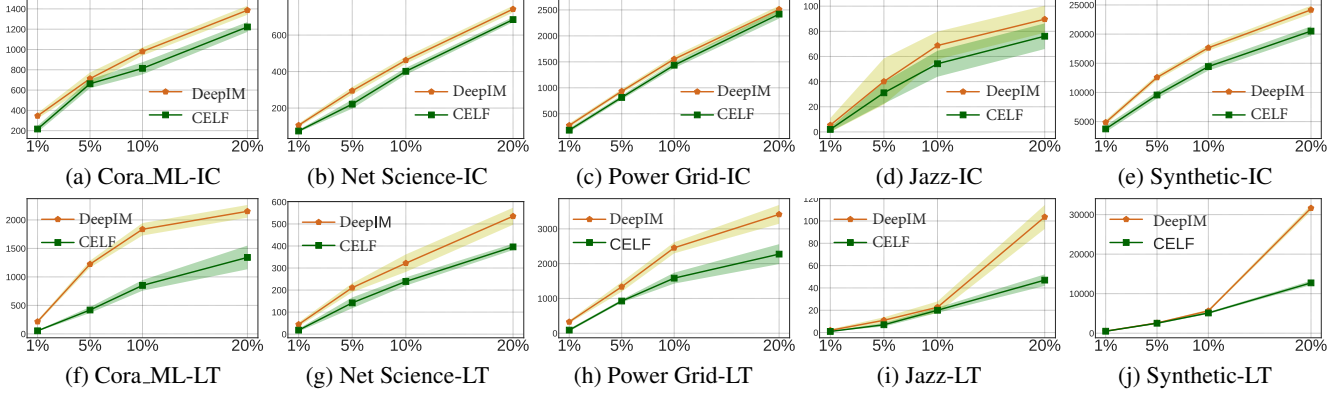 1400
1200
1000
800
600
400
200
DeepIM
CELF
1% 5% 10% 20%
(a) Cora_ML-IC
600
400
200
DeepIM
CELF
1% 5% 10% 20%
(b) Net Science-IC
2500
2000
1500
1000
500
0
DeepIM
CELF
1% 5% 10% 20%
(c) Power Grid-IC
100
80
60
40
20
0
DeepIM
CELF
1% 5% 10% 20%
(d) Jazz-IC
25000
20000
15000
10000
5000
DeepIM
CELF
1% 5% 10% 20%
(e) Synthetic-IC
2000
1500
1000
500
0
DeepIM
CELF
1% 5% 10% 20%
(f) Cora_ML-LT
600
500
400
300
200
100
0
DeepIM
CELF
1% 5% 10% 20%
(g) Net Science-LT
3000
2000
1000
0
DeepIM
CELF
1% 5% 10% 20%
(h) Power Grid-LT
100
80
60
40
20
0
DeepIM
CELF
1% 5% 10% 20%
(i) Jazz-LT
30000
20000
10000
0
DeepIM
CELF
1% 5% 10% 20%
(j) Synthetic-LT